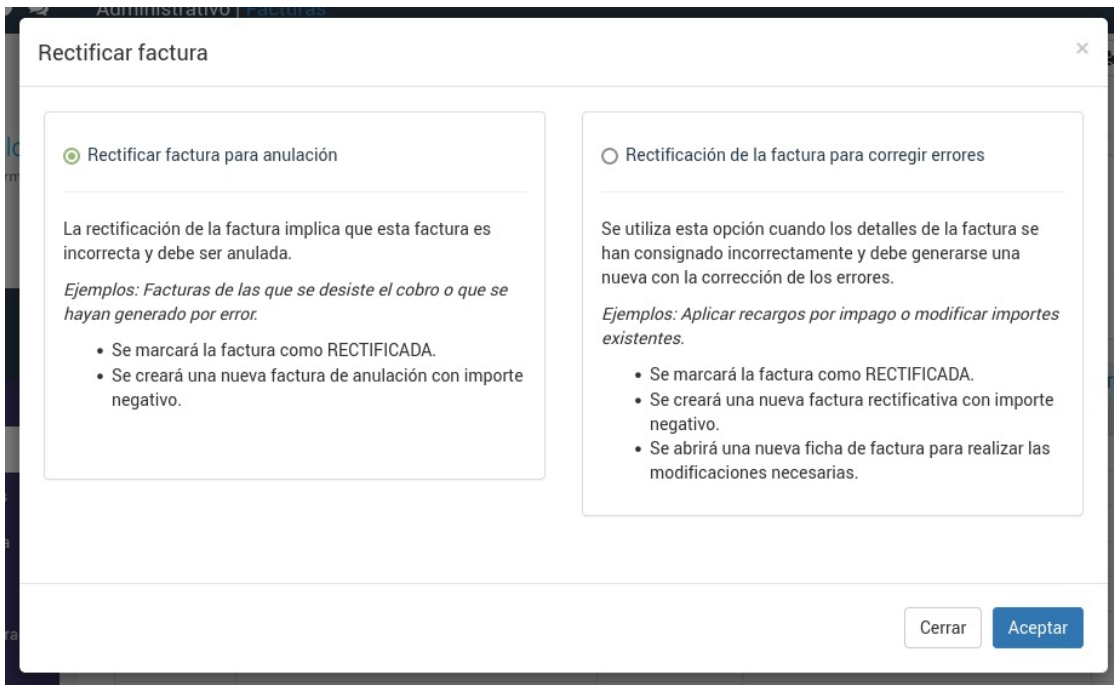 Administrativo | Facturas
Rectificar factura
×
Rectificar factura para anulación
La rectificación de la factura implica que esta factura es
incorrecta y debe ser anulada.
Ejemplos: Facturas de las que se desiste el cobro o que se
hayan generado por error.
• Se marcará la factura como RECTIFICADA.
• Se creará una nueva factura de anulación con importe
negativo.
Rectificación de la factura para corregir errores
Se utiliza esta opción cuando los detalles de la factura se
han consignado incorrectamente y debe generarse una
nueva con la corrección de los errores.
Ejemplos: Aplicar recargos por impago o modificar importes
existentes.
• Se marcará la factura como RECTIFICADA.
• Se creará una nueva factura rectificativa con importe
negativo.
• Se abrirá una nueva ficha de factura para realizar las
modificaciones necesarias.
Cerrar
Aceptar